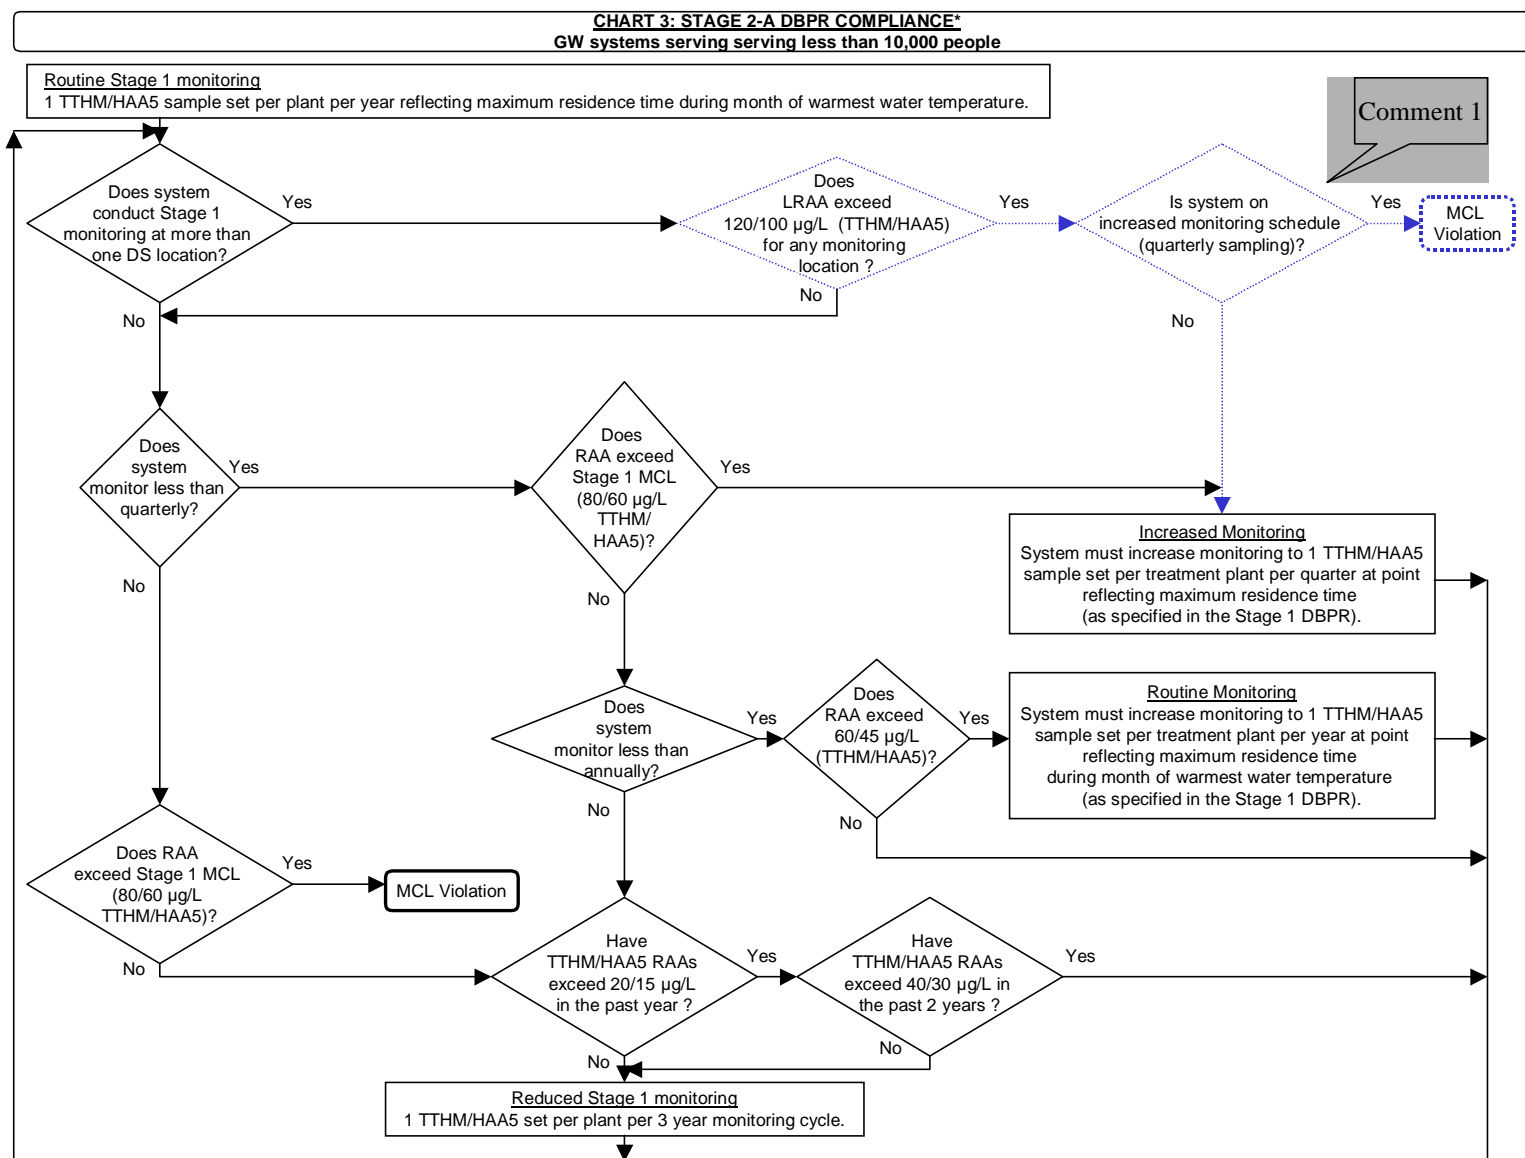 CHART 3: STAGE 2-A DBPR COMPLIANCE*
GW systems serving serving less than 10,000 people
Routine Stage 1 monitoring
1 TTHM/HAA5 sample set per plant per year reflecting maximum residence time during month of warmest water temperature.
Comment 1
Does system
conduct Stage 1
monitoring at more than
one DS location?
Yes
No
Does
LRAA exceed
120/100 µg/L (TTHM/HAA5)
for any monitoring
location ?
Yes
No
Is system on
increased monitoring schedule
(quarterly sampling)?
Yes
No
MCL
Violation
Does
system
monitor less than
quarterly?
Yes
No
Does
RAA exceed
Stage 1 MCL
(80/60 µg/L
TTHM/
HAA5)?
Yes
No
Increased Monitoring
System must increase monitoring to 1 TTHM/HAA5
sample set per treatment plant per quarter at point
reflecting maximum residence time
(as specified in the Stage 1 DBPR).
Does
system
monitor less than
annually?
Yes
No
Does
RAA exceed
60/45 µg/L
(TTHM/HAA5)?
Yes
No
Routine Monitoring
System must increase monitoring to 1 TTHM/HAA5
sample set per treatment plant per year at point
reflecting maximum residence time
during month of warmest water temperature
(as specified in the Stage 1 DBPR).
Does RAA
exceed Stage 1 MCL
(80/60 µg/L
TTHM/HAA5)?
Yes
No
MCL Violation
Have
TTHM/HAA5 RAAs
exceed 20/15 µg/L
in the past year ?
Yes
No
Have
TTHM/HAA5 RAAs
exceed 40/30 µg/L in
the past 2 years ?
Yes
No
Reduced Stage 1 monitoring
1 TTHM/HAA5 set per plant per 3 year monitoring cycle.